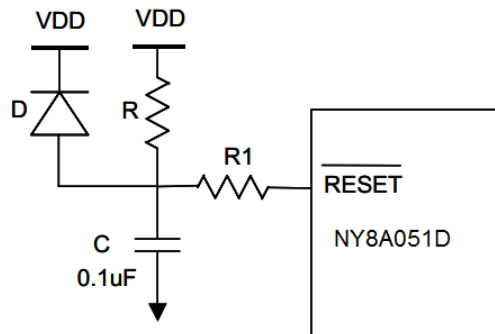 VDD
VDD
D
R
R1
RESET
NY8A051D
C
0.1uF